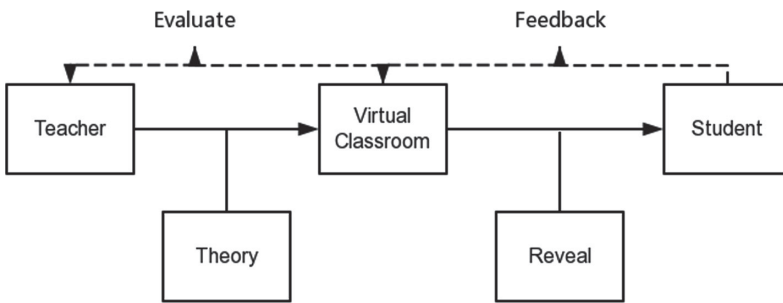 Evaluate
Feedback
Teacher
Virtual
Classroom
Student
Theory
Reveal